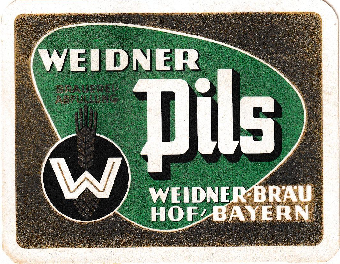 WEIDNER
Pils
W
WEIDNER-BRÄU
HOF/BAYERN